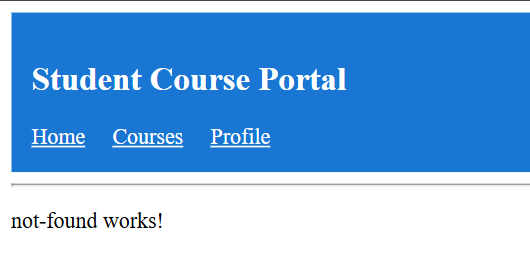 Student Course Portal
Home Courses Profile
not-found works!